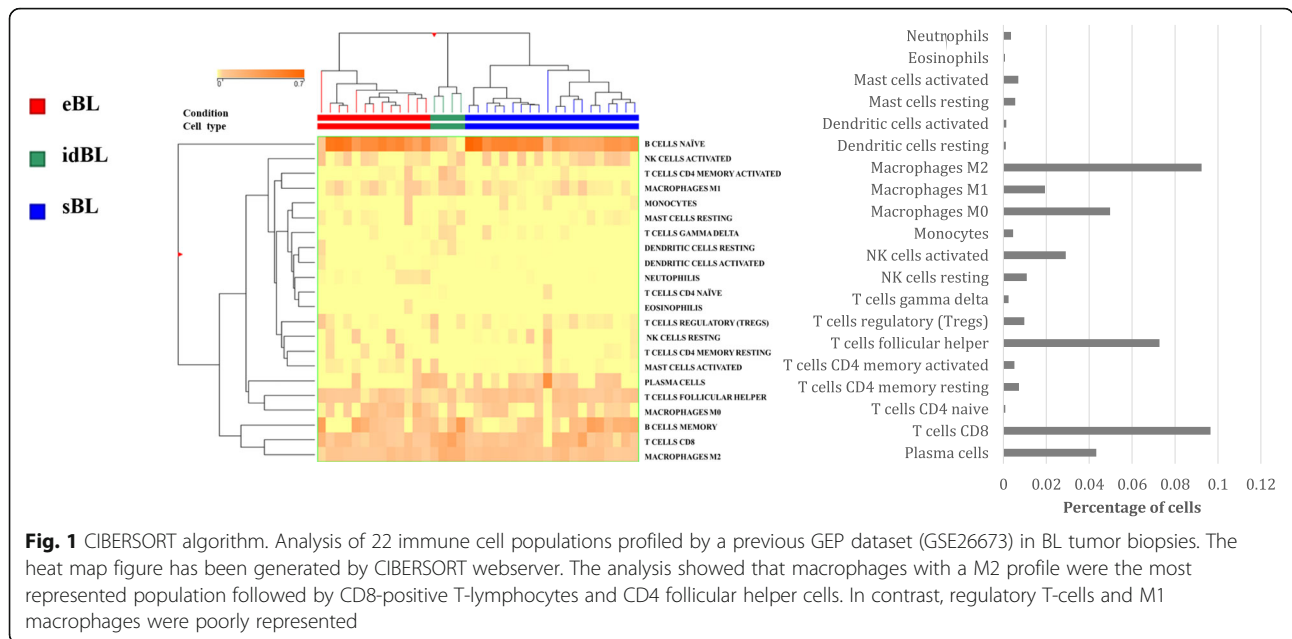 eBL
idBL
sBL
0
0.7
Condition
Cell type
B CELLS NAÏVE
NK CELLS ACTIVATED
T CELLS CD4 MEMORY ACTIVATED
MACROPHAGES M1
MONOCYTES
MAST CELLS RESTING
T CELLS GAMMA DELTA
DENDRITIC CELLS RESTING
DENDRITIC CELLS ACTIVATED
NEUTOPHILIS
T CELLS CD4 NAÏVE
EOSINOPHILIS
T CELLS REGULATORY (TREGS)
NK CELLS RESTNG
T CELLS CD4 MEMORY RESTING
MAST CELLS ACTIVATED
PLASMA CELLS
T CELLS FOLLICULAR HELPER
MACROPHAGES M0
B CELLS MEMORY
T CELLS CD8
MACROPHAGES M2
Neutrophils
Eosinophils
Mast cells activated
Mast cells resting
Dendritic cells activated
Dendritic cells resting
Macrophages M2
Macrophages M1
Macrophages M0
Monocytes
NK cells activated
NK cells resting
T cells gamma delta
T cells regulatory (Tregs)
T cells follicular helper
T cells CD4 memory activated
T cells CD4 memory resting
T cells CD4 naive
T cells CD8
Plasma cells
0 0.02 0.04 0.06 0.08 0.1 0.12
Percentage of cells
Fig. 1 CIBERSORT algorithm. Analysis of 22 immune cell populations profiled by a previous GEP dataset (GSE26673) in BL tumor biopsies. The
heat map figure has been generated by CIBERSORT webserver. The analysis showed that macrophages with a M2 profile were the most
represented population followed by CD8-positive T-lymphocytes and CD4 follicular helper cells. In contrast, regulatory T-cells and M1
macrophages were poorly represented